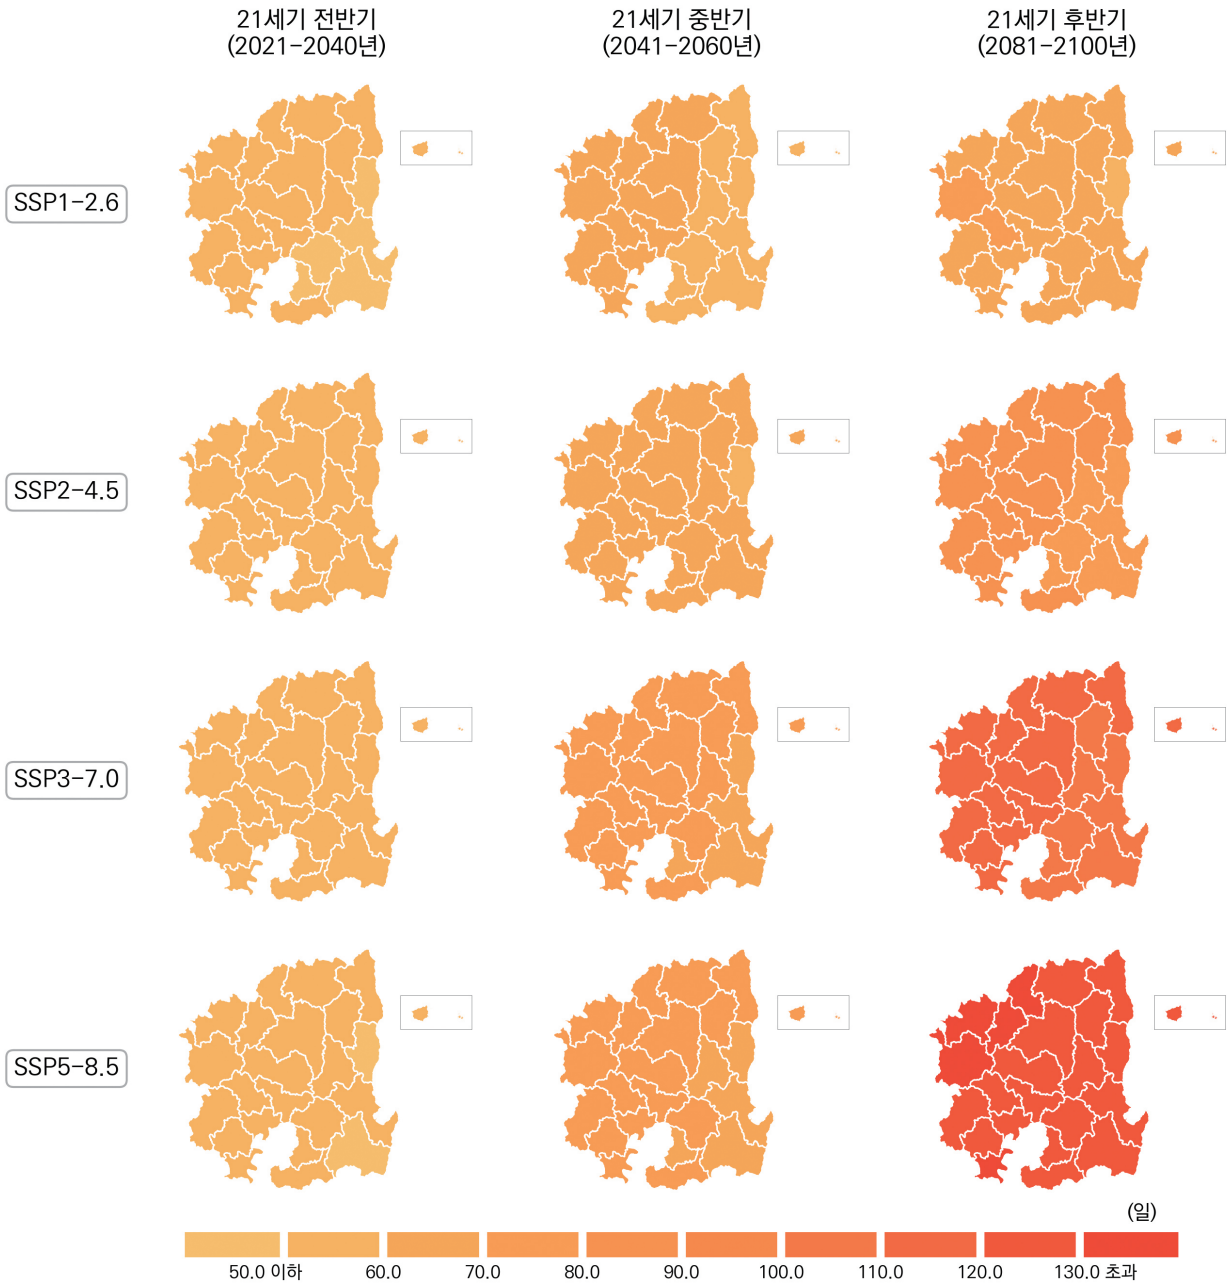 21세기 전반기
(2021-2040년)
21세기 중반기
(2041-2060년)
21세기 후반기
(2081-2100년)
SSP1-2.6
SSP2-4.5
SSP3-7.0
SSP5-8.5
(일)
50.0 이하
60.0
70.0
80.0
90.0
100.0
110.0
120.0
130.0 초과